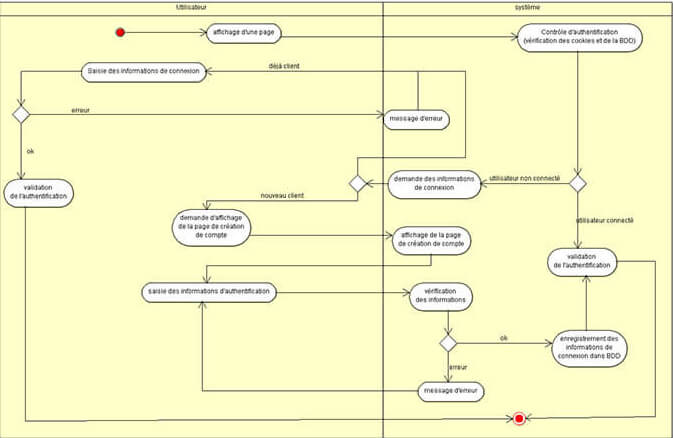 Utilisateur
système
affichage d'une page
Contrôle d'authentification
(vérification des cookies et de la BDD)
déjà client
Saisie des informations de connexion
erreur
message d'erreur
ok
validation
de l'authentification
demande des informations
de connexion
utilisateur non connecté
nouveau client
utilisateur connecté
demande d'affichage
de la page de création
de compte
affichage de la page
de création de compte
validation
de l'authentification
saisie des informations d'authentification
vérification
des informations
ok
enregistrement des
informations de
connexion dans BDD
erreur
message d'erreur